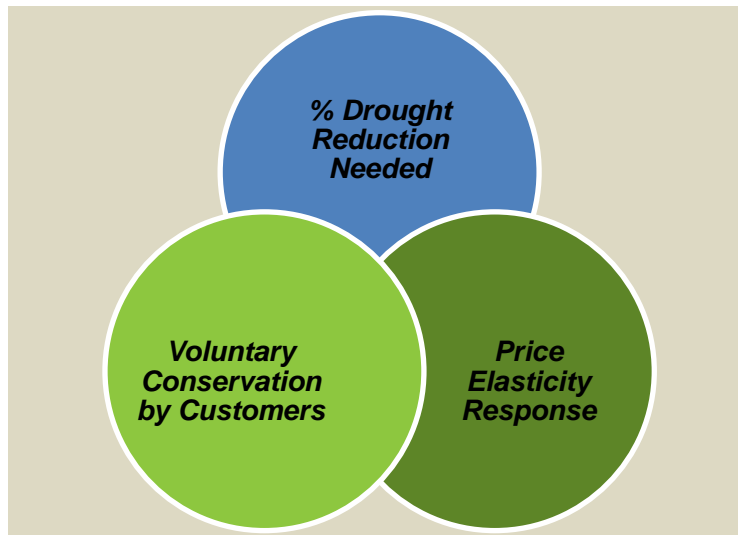 % Drought
Reduction
Needed
Voluntary
Conservation
by Customers
Price
Elasticity
Response